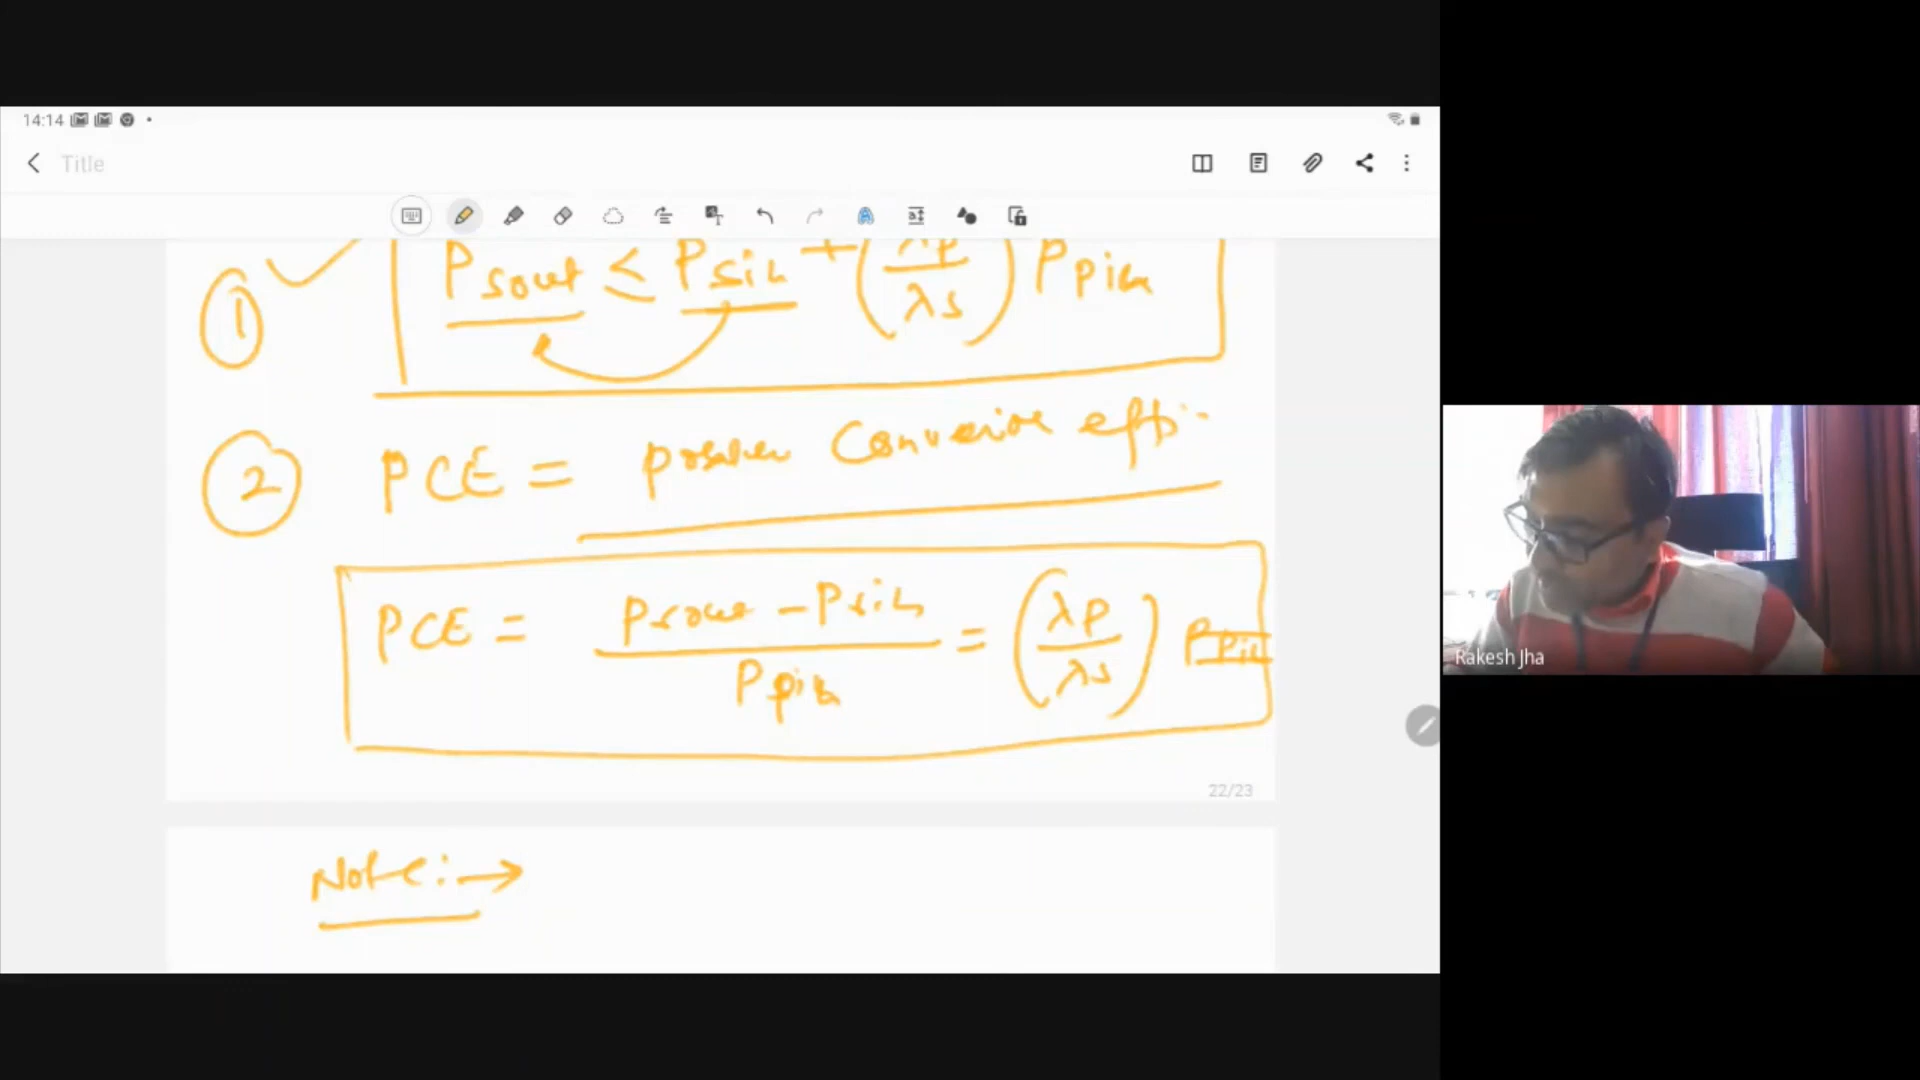 14:14
Title
① Psout ≤ Psin + (λp/λs) Ppin
② PCE = power Conversion effi.
PCE = Psout - Psin / Ppin = (λp/λs) P̶p̶i̶n̶
22/23
Note: →
Rakesh Jha